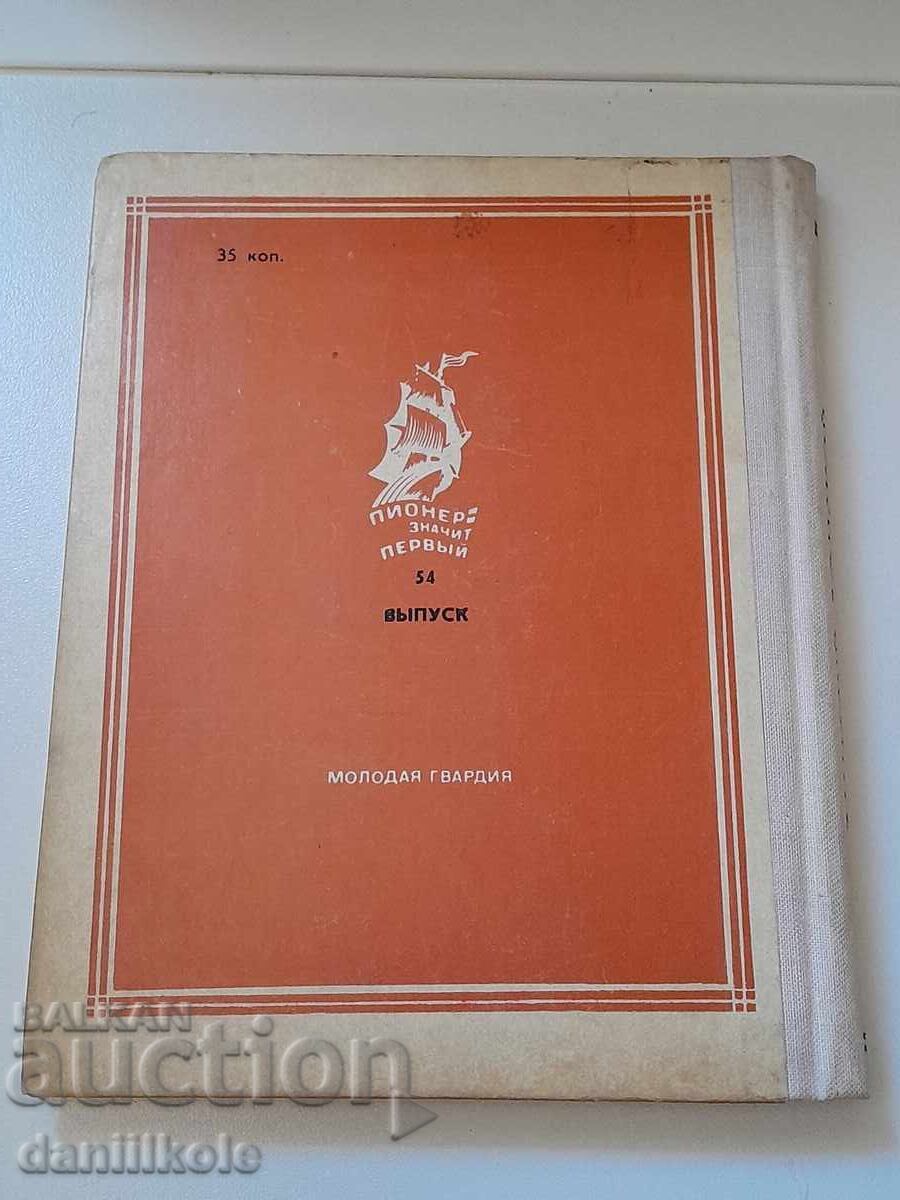 35 коп.
ПИОНЕР-
ЗНАЧИТ
ПЕРВЫЙ
54
ВЫПУСК
МОЛОДАЯ ГВАРДИЯ
BALKAN
auction
daniilkole